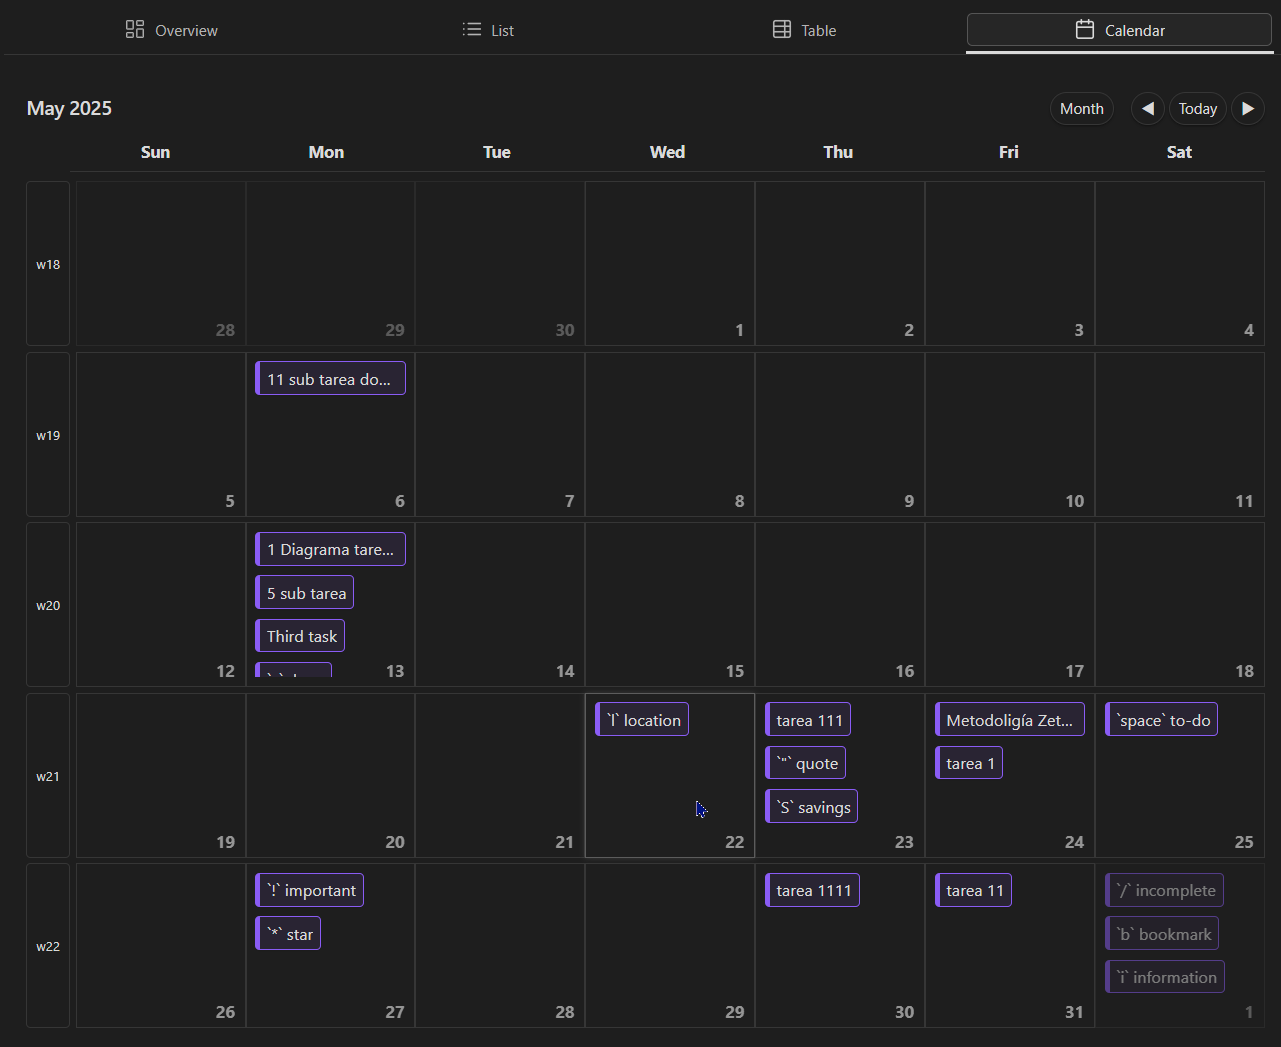 Overview List Table Calendar
May 2025 Month ◀ Today ▶
Sun Mon Tue Wed Thu Fri Sat
w18
28 29 30 1 2 3 4
11 sub tarea do...
w19
5 6 7 8 9 10 11
1 Diagrama tare...
5 sub tarea
w20
Third task
12 13 14 15 16 17 18
`l` location tarea 111 Metodoligía Zet... `space` to-do
`"` quote tarea 1
w21
`S` savings
19 20 21 22 23 24 25
`!` important tarea 1111 tarea 11 `/` incomplete
`*` star `b` bookmark
w22
`i` information
26 27 28 29 30 31 1